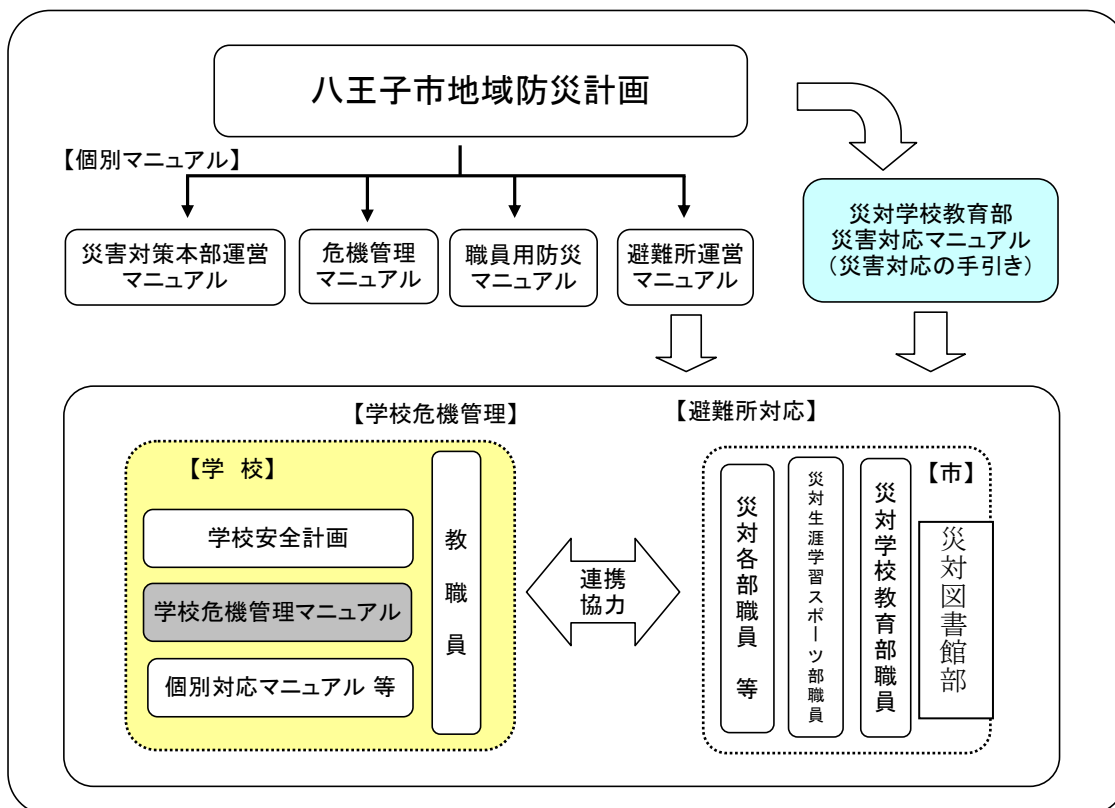 八王子市地域防災計画
【個別マニュアル】
災害対策本部運営
マニュアル
危機管理
マニュアル
職員用防災
マニュアル
避難所運営
マニュアル
災対学校教育部
災害対応マニュアル
（災害対応の手引き）
【学校危機管理】
【避難所対応】
【学 校】
学校安全計画
学校危機管理マニュアル
個別対応マニュアル 等
教職員
連携
協力
【市】
災対各部職員 等
災対生涯学習スポーツ部職員
災対学校教育部職員
災対図書館部